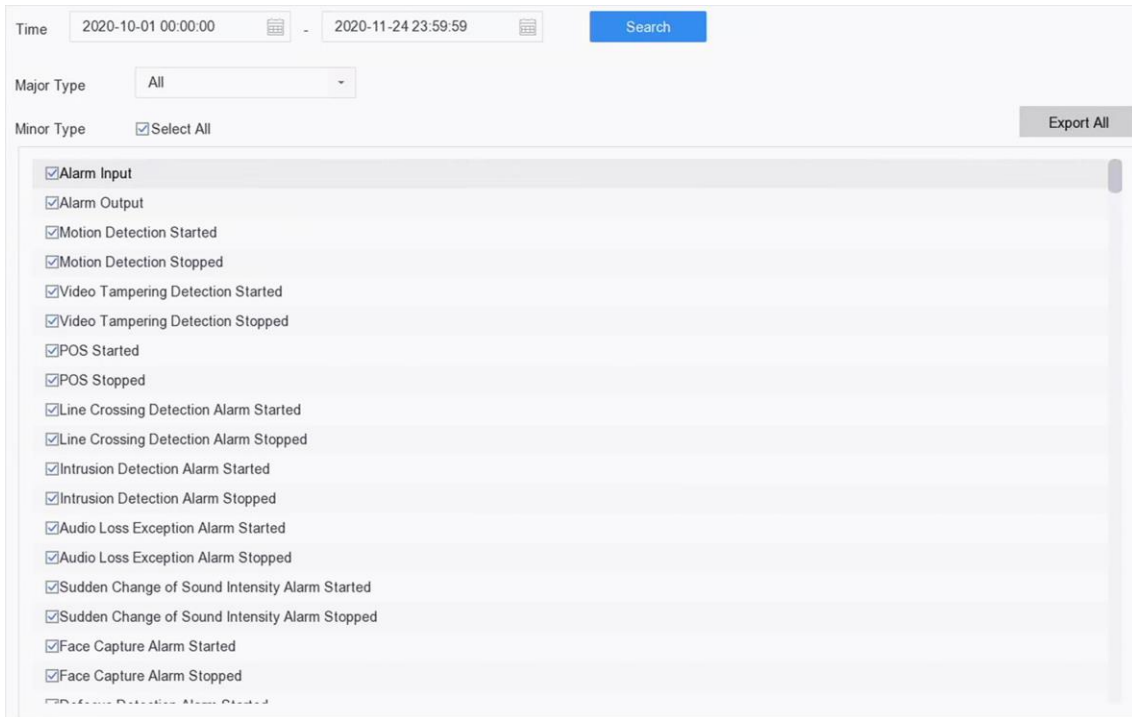 Time 2020-10-01 00:00:00 - 2020-11-24 23:59:59 Search
Major Type All
Minor Type Select All
Export All
Alarm Input
Alarm Output
Motion Detection Started
Motion Detection Stopped
Video Tampering Detection Started
Video Tampering Detection Stopped
POS Started
POS Stopped
Line Crossing Detection Alarm Started
Line Crossing Detection Alarm Stopped
Intrusion Detection Alarm Started
Intrusion Detection Alarm Stopped
Audio Loss Exception Alarm Started
Audio Loss Exception Alarm Stopped
Sudden Change of Sound Intensity Alarm Started
Sudden Change of Sound Intensity Alarm Stopped
Face Capture Alarm Started
Face Capture Alarm Stopped
Defocus Detection Alarm Started